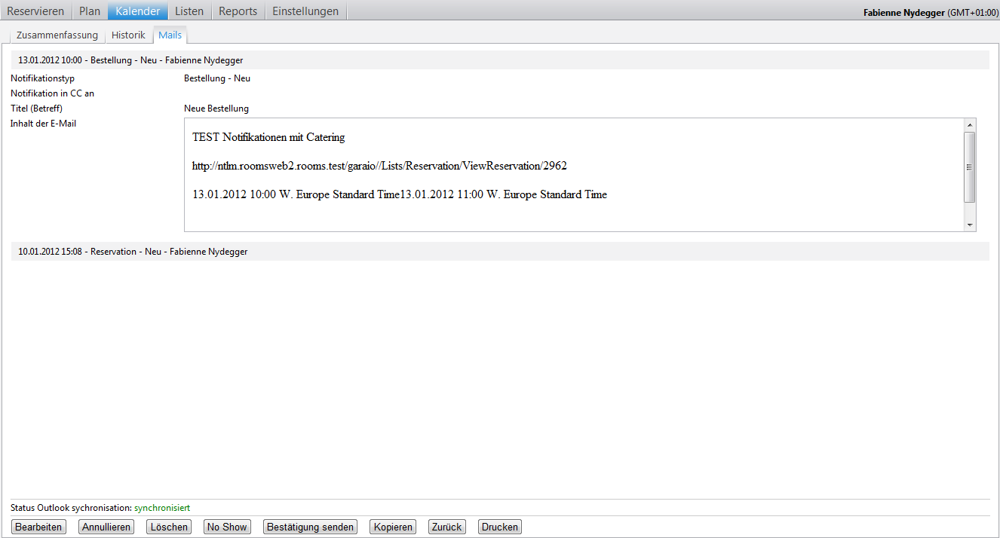 Reservieren Plan Kalender Listen Reports Einstellungen Fabienne Nydegger (GMT+01:00)
Zusammenfassung Historik Mails
13.01.2012 10:00 - Bestellung - Neu - Fabienne Nydegger
Notifikationstyp Bestellung - Neu
Notifikation in CC an
Titel (Betreff) Neue Bestellung
Inhalt der E-Mail
TEST Notifikationen mit Catering
http://ntlm.roomsweb2.rooms.test/garaio//Lists/Reservation/ViewReservation/2962
13.01.2012 10:00 W. Europe Standard Time13.01.2012 11:00 W. Europe Standard Time
10.01.2012 15:08 - Reservation - Neu - Fabienne Nydegger
Status Outlook sychronisation: synchronisiert
Bearbeiten Annullieren Löschen No Show Bestätigung senden Kopieren Zurück Drucken